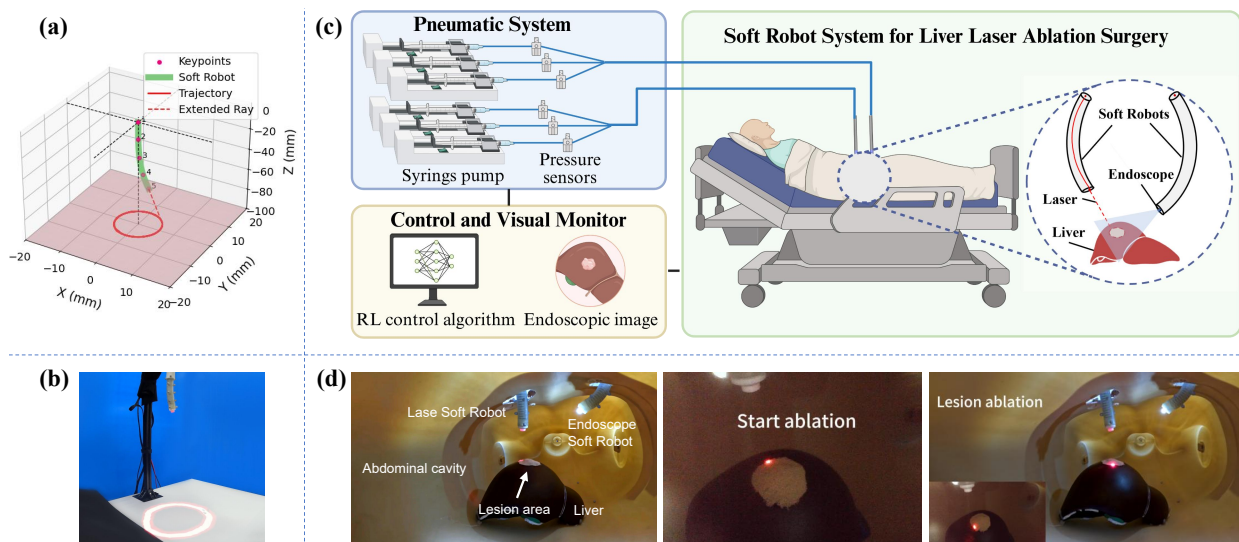 (a)
Keypoints
Soft Robot
Trajectory
Extended Ray
1
2
3
4
5
0
−20
−40
−60
−80
−100
Z (mm)
−20
−10
0
10
20
X (mm)
−20
−10
0
10
20
Y (mm)
(b)
(c)
Pneumatic System
Syrings pump
Pressure
sensors
Control and Visual Monitor
RL control algorithm
Endoscopic image
Soft Robot System for Liver Laser Ablation Surgery
Soft Robots
Endoscope
Laser
Liver
(d)
Lase Soft Robot
Endoscope
Soft Robot
Abdominal cavity
Lesion area
Liver
Start ablation
Lesion ablation